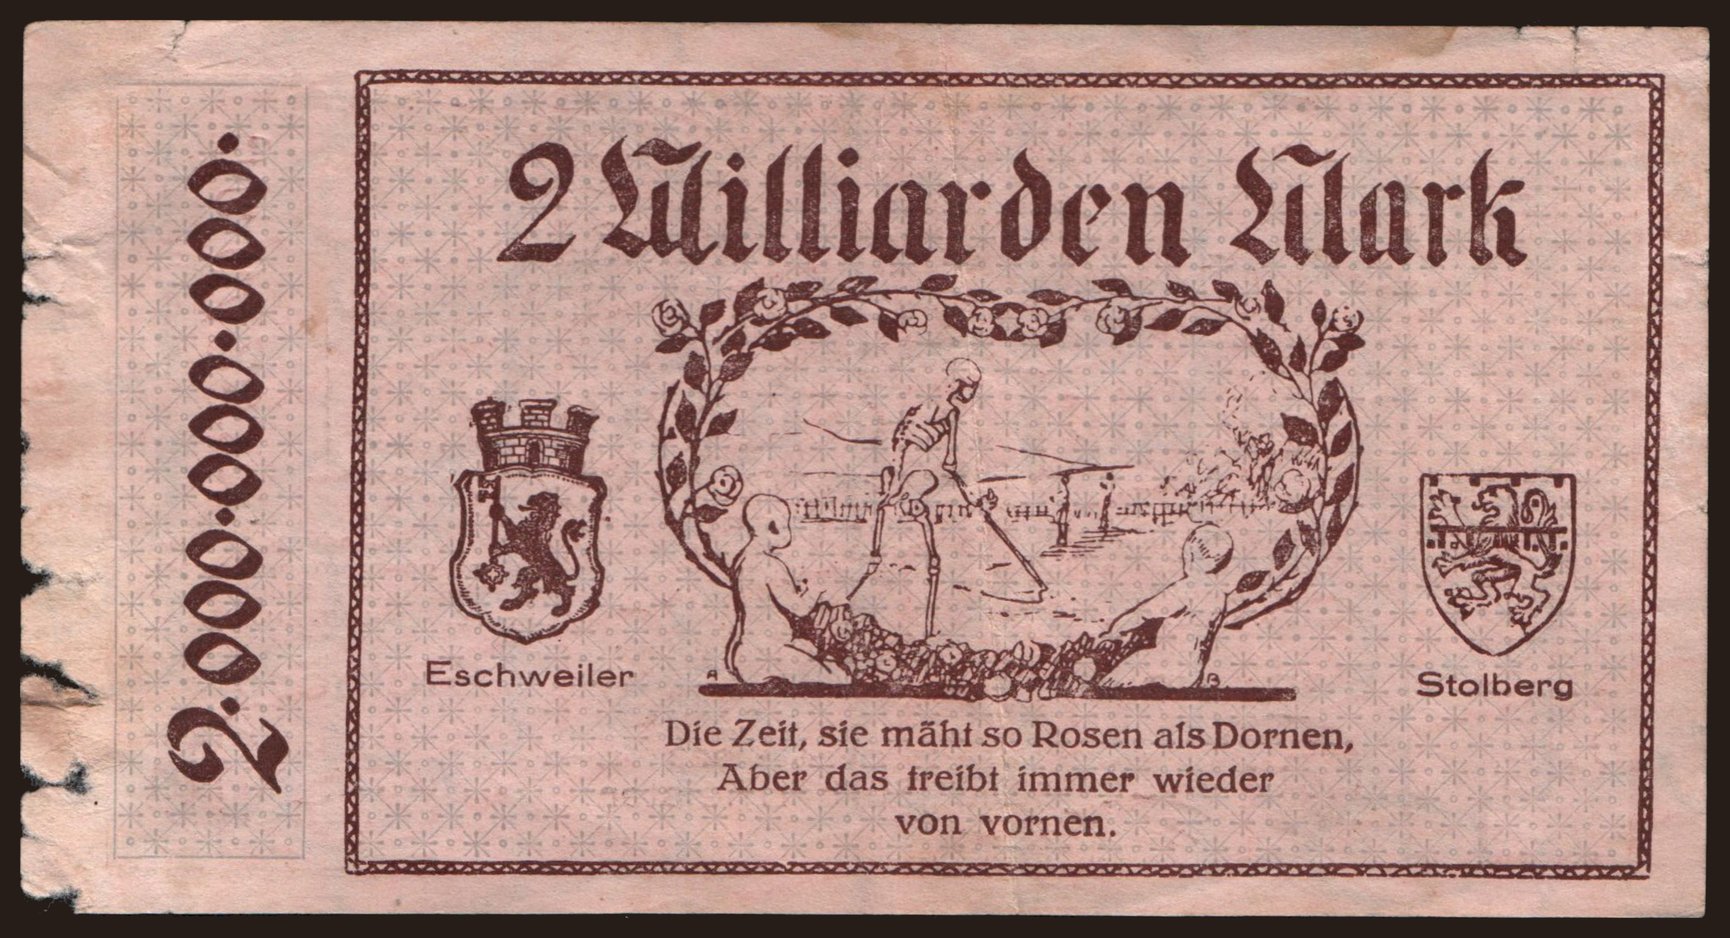 2.000.000.000.
2 Milliarden Mark
Eschweiler
Stolberg
Die Zeit, sie mäht so Rosen als Dornen,
Aber das treibt immer wieder
von vornen.